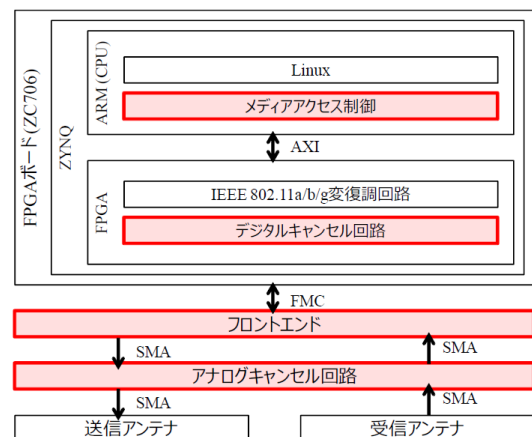 FPGAボード(ZC706)
ZYNQ
ARM (CPU)
Linux
メディアアクセス制御
AXI
FPGA
IEEE 802.11a/b/g変復調回路
デジタルキャンセル回路
FMC
フロントエンド
SMA
SMA
アナログキャンセル回路
SMA
SMA
送信アンテナ
受信アンテナ